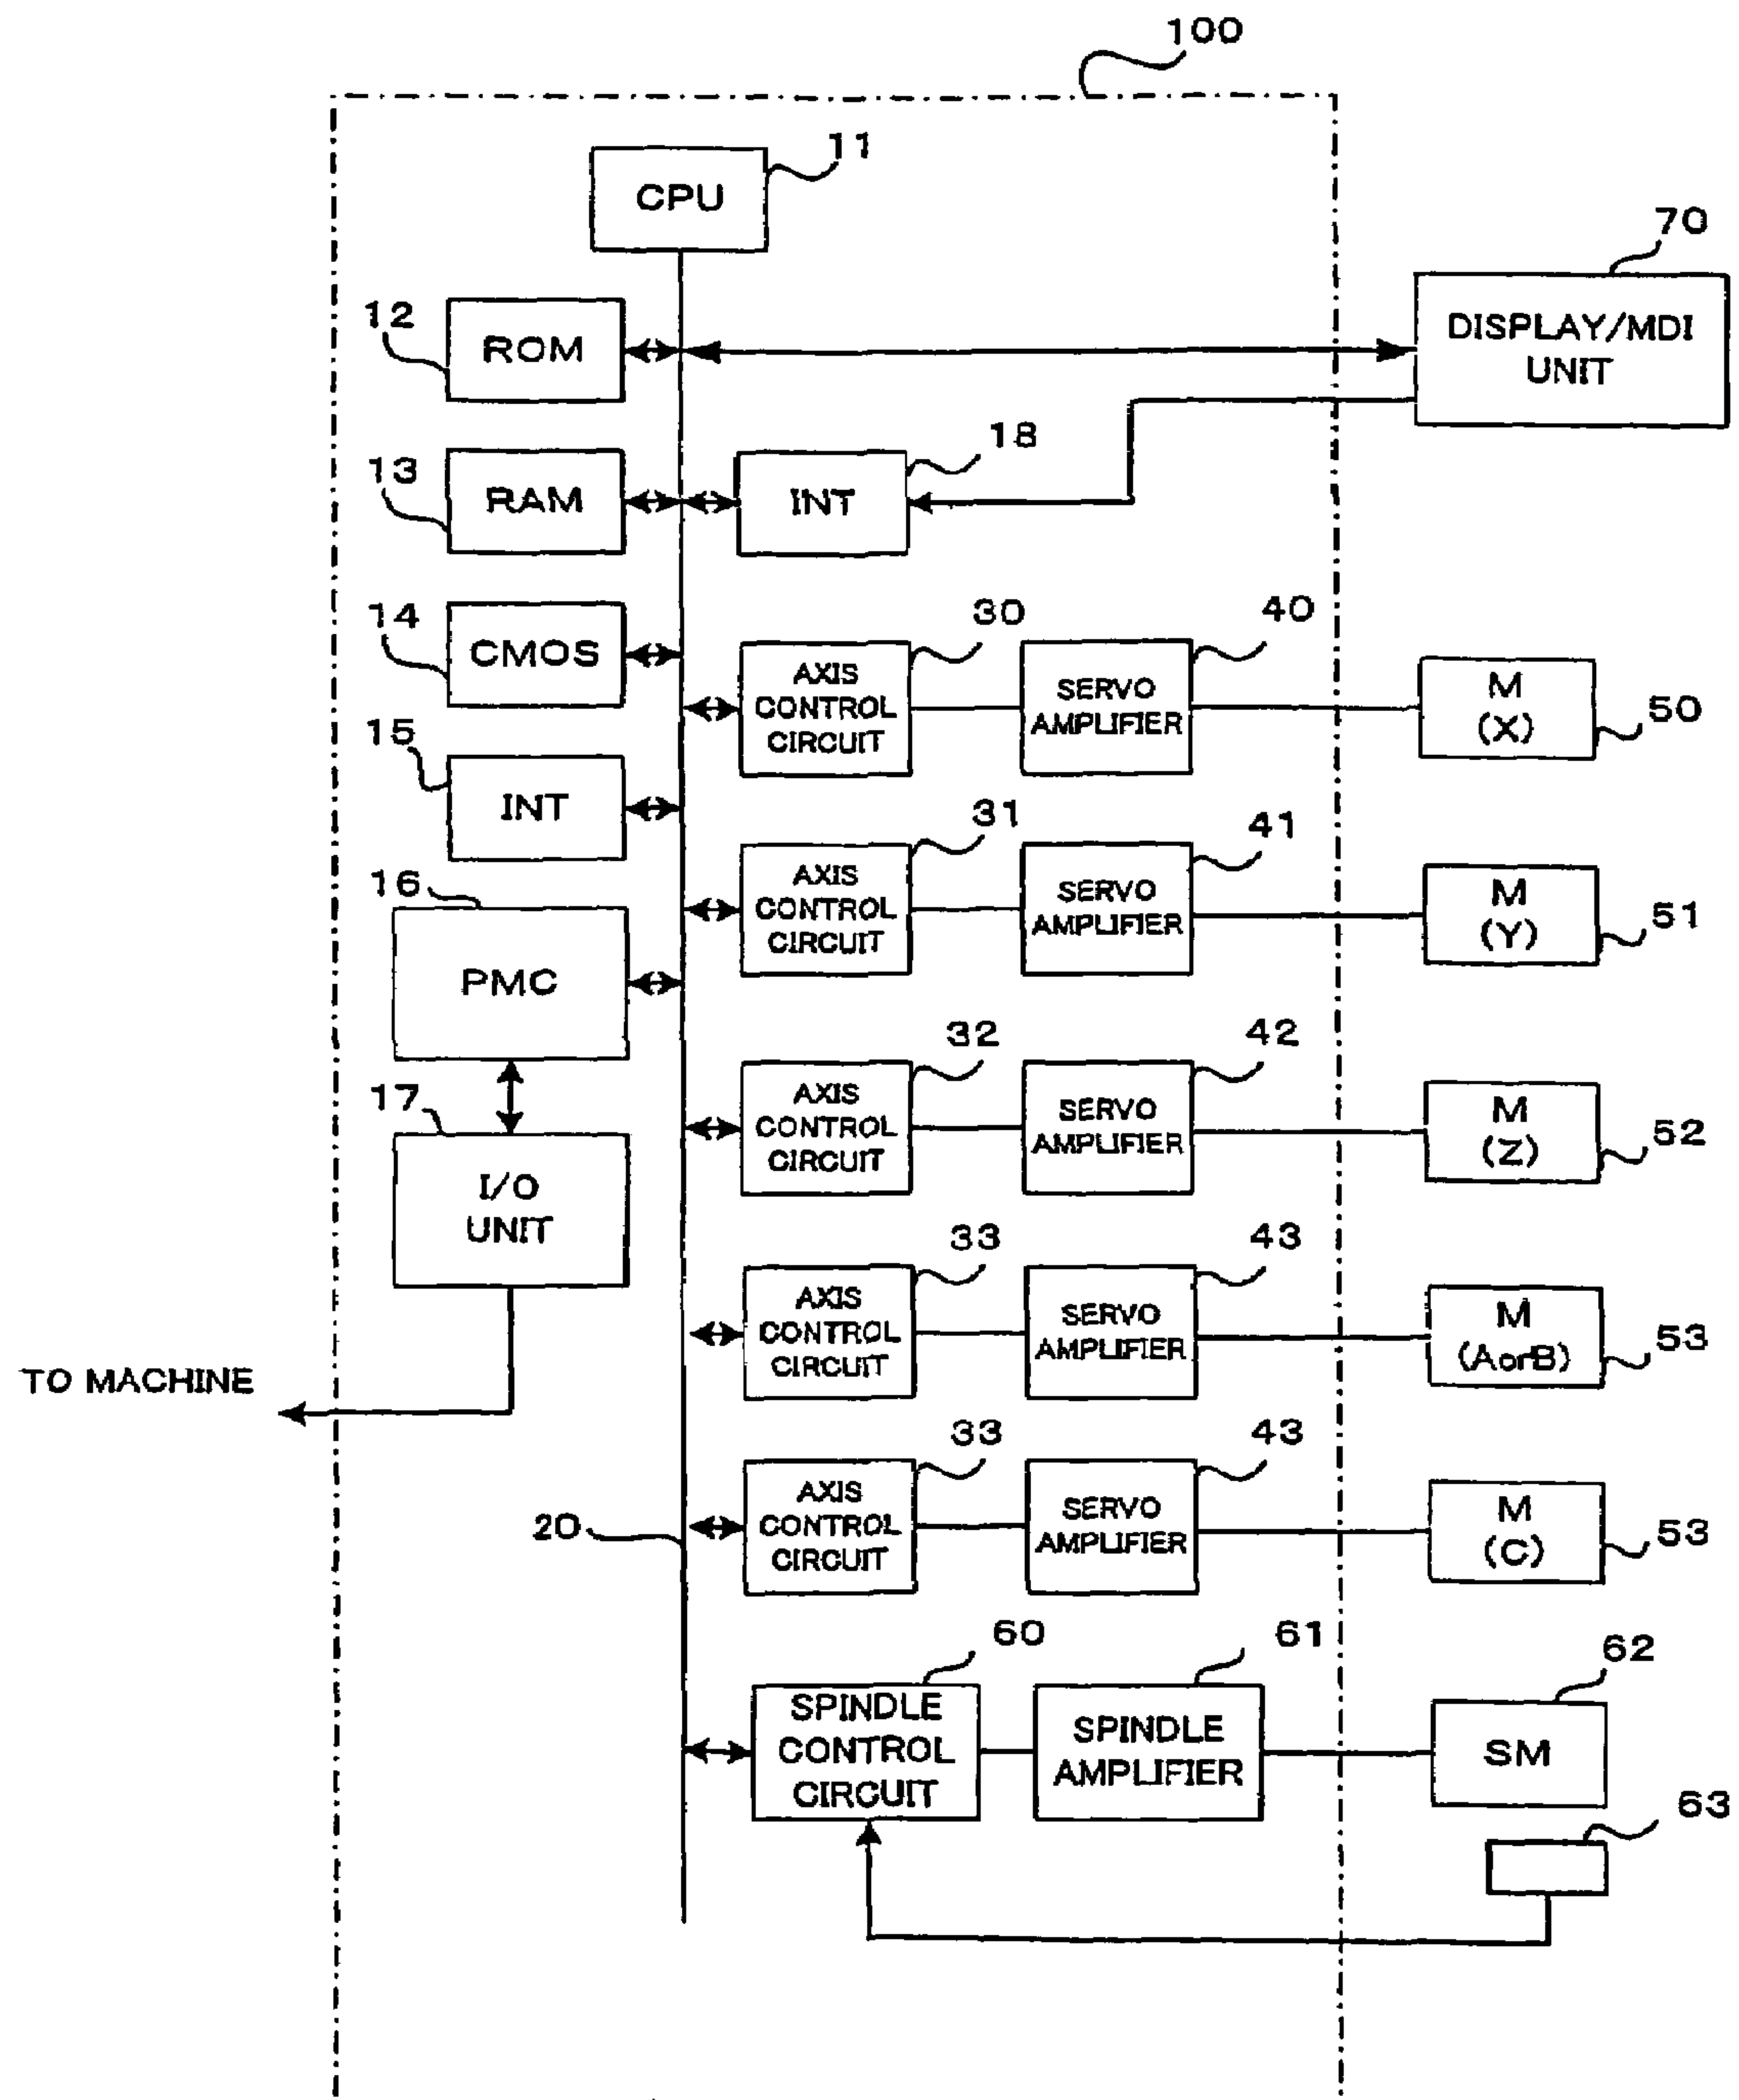 100
11
CPU
70
DISPLAY/MDI
UNIT
12
ROM
18
13
RAM
INT
14
CMOS
30
AXIS
CONTROL
CIRCUIT
40
SERVO
AMPLIFIER
M
(X)
50
15
INT
31
AXIS
CONTROL
CIRCUIT
41
SERVO
AMPLIFIER
M
(Y)
51
16
PMC
32
AXIS
CONTROL
CIRCUIT
42
SERVO
AMPLIFIER
M
(Z)
52
17
I/O
UNIT
33
AXIS
CONTROL
CIRCUIT
43
SERVO
AMPLIFIER
M
(AorB)
53
TO MACHINE
33
AXIS
CONTROL
CIRCUIT
43
SERVO
AMPLIFIER
M
(C)
53
20
60
SPINDLE
CONTROL
CIRCUIT
61
SPINDLE
AMPLIFIER
62
SM
63